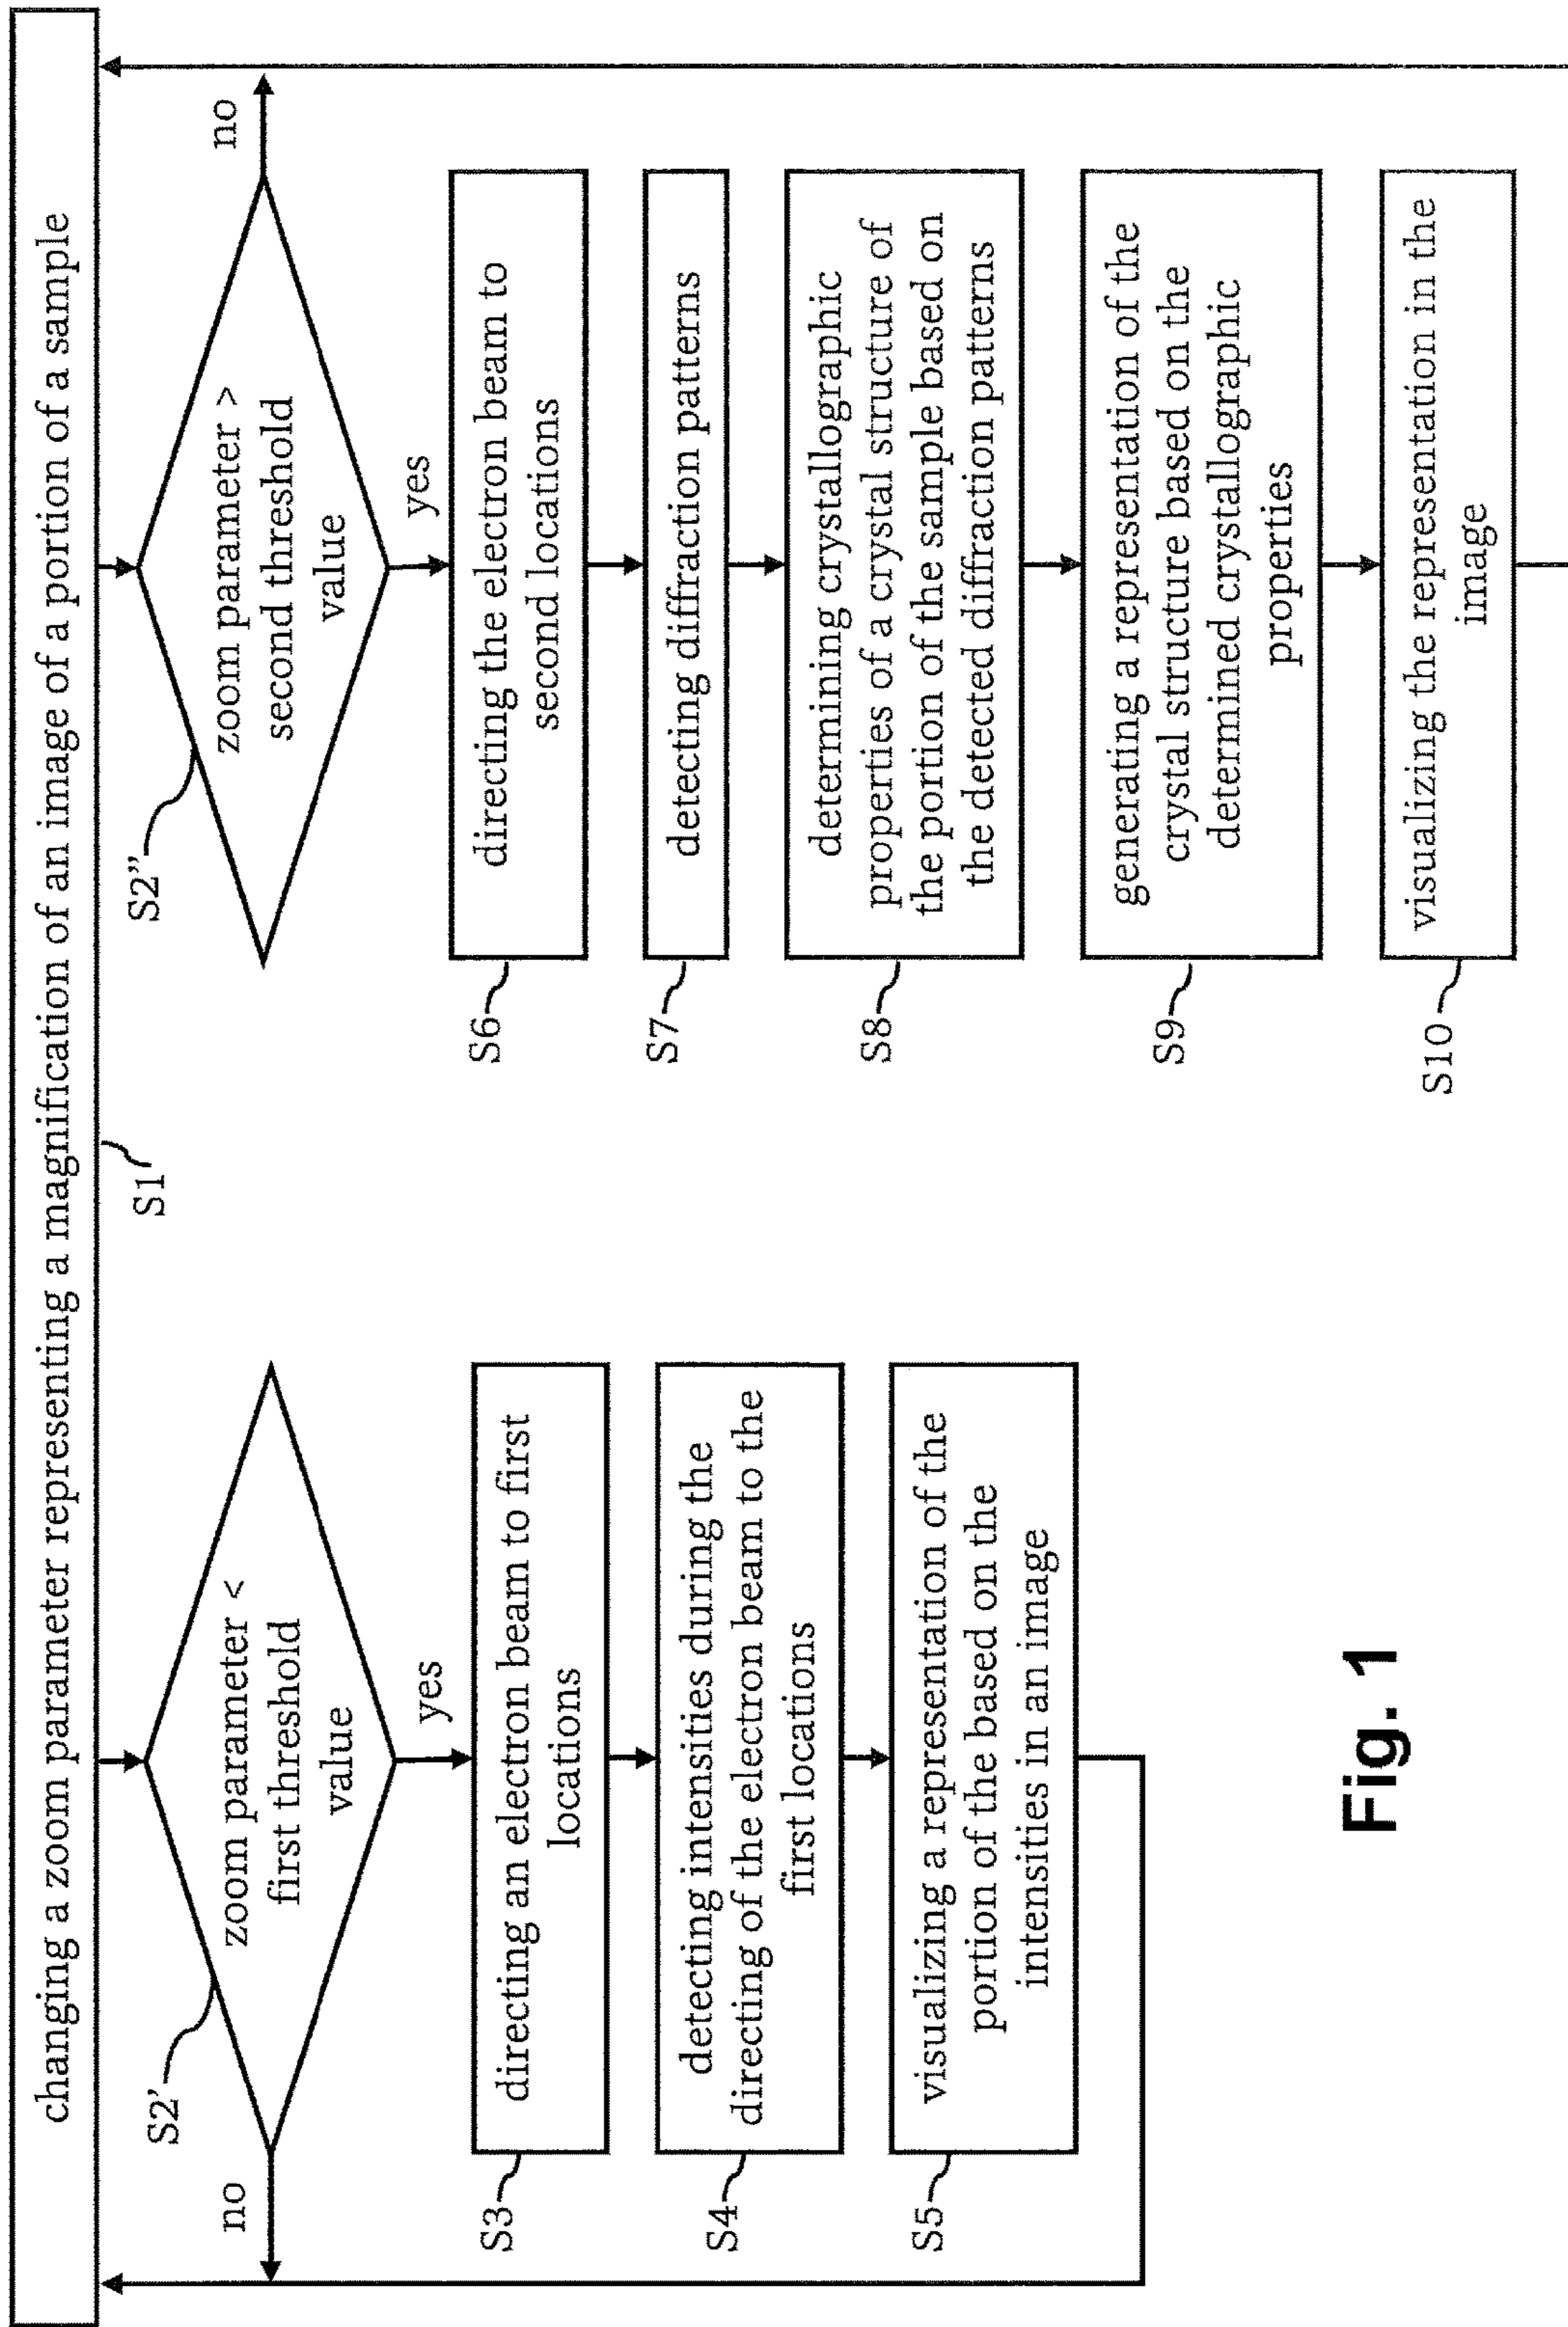 changing a zoom parameter representing a magnification of an image of a portion of a sample
S1
S2'
zoom parameter <
first threshold
value
no
yes
S3
directing an electron beam to first
locations
S4
detecting intensities during the
directing of the electron beam to the
first locations
S5
visualizing a representation of the
portion of the based on the
intensities in an image
S2"
zoom parameter >
second threshold
value
no
yes
S6
directing the electron beam to
second locations
S7
detecting diffraction patterns
S8
determining crystallographic
properties of a crystal structure of
the portion of the sample based on
the detected diffraction patterns
S9
generating a representation of the
crystal structure based on the
determined crystallographic
properties
S10
visualizing the representation in the
image
Fig. 1